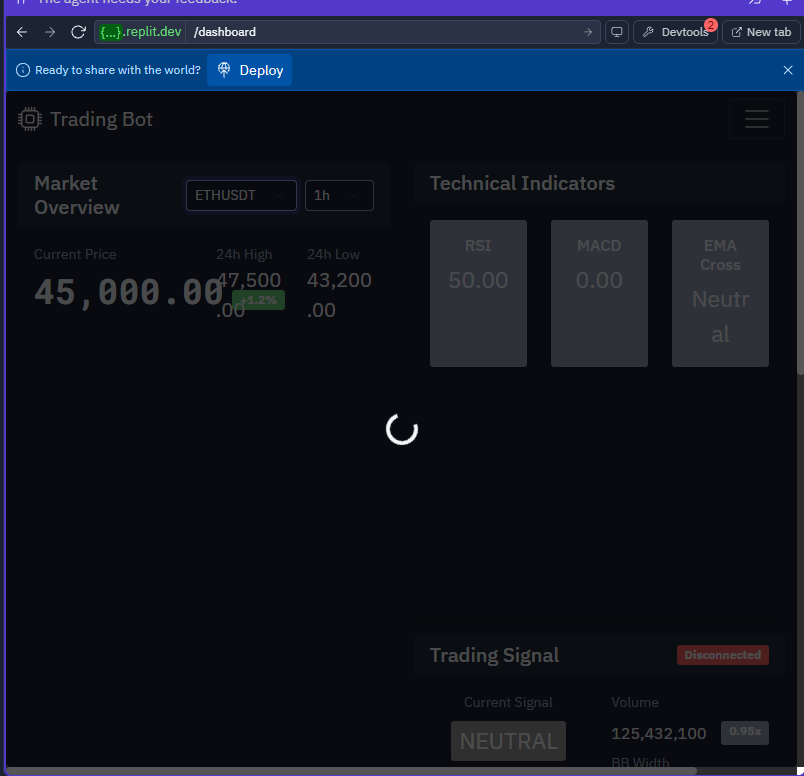 The agent needs your feedback.
{...}.replit.dev /dashboard
Devtools
2
New tab
Ready to share with the world?
Deploy
Trading Bot
Market
Overview
ETHUSDT
1h
Current Price
45,000.00
+1.2%
24h High
47,500
.00
24h Low
43,200
.00
Technical Indicators
RSI
50.00
MACD
0.00
EMA
Cross
Neutr
al
Trading Signal
Disconnected
Current Signal
NEUTRAL
Volume
125,432,100
0.95x
BB Width